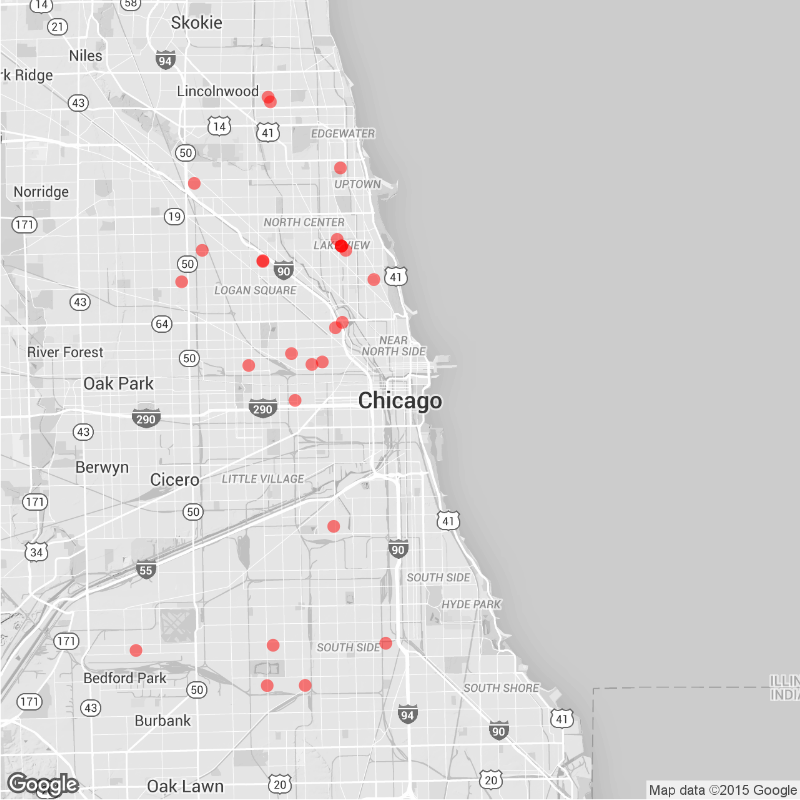 14
58
Skokie
21
Niles
94
rk Ridge
Lincolnwood
43
14
41
EDGEWATER
50
UPTOWN
Norridge
19
171
NORTH CENTER
LAKEVIEW
50
90
41
LOGAN SQUARE
43
64
NEAR
NORTH SIDE
River Forest
50
Oak Park
Chicago
290
290
43
Berwyn
Cicero
LITTLE VILLAGE
171
50
41
34
90
55
SOUTH SIDE
HYDE PARK
171
SOUTH SIDE
Bedford Park
ILLIN
INDIA
SOUTH SHORE
50
171
43
94
41
Burbank
90
20
20
Oak Lawn
Google
Map data ©2015 Google